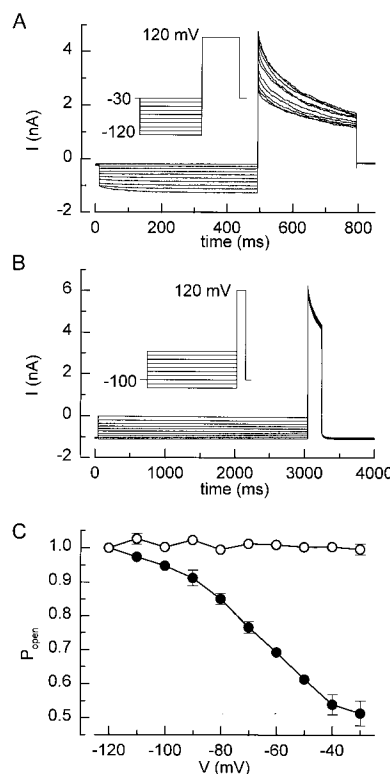 A
120 mV
-30
-120
I (nA)
4
2
0
-2
0 200 400 600 800
time (ms)
B
120 mV
-100
I (nA)
6
4
2
0
-2
0 1000 2000 3000 4000
time (ms)
C
Popen
1.0
0.9
0.8
0.7
0.6
0.5
-120 -100 -80 -60 -40
V (mV)